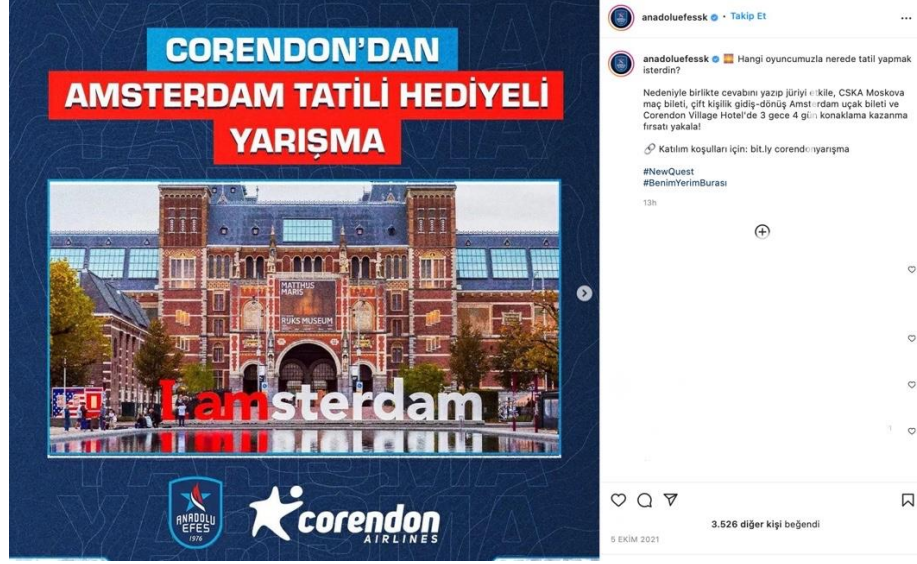 CORENDON'DAN
AMSTERDAM TATİLİ HEDİYELİ
YARIŞMA
MATTHUS
MARIS
RIJKS MUSEUM
I amsterdam
ANADOLU
EFES
1976
corendon
AIRLINES
anadoluefessk • Takip Et
anadoluefessk Hangi oyuncumuzla nerede tatil yapmak
isterdin?
Nedeniyle birlikte cevabını yazıp jüriyi etkile, CSKA Moskova
maç bileti, çift kişilik gidiş-dönüş Amsterdam uçak bileti ve
Corendon Village Hotel'de 3 gece 4 gün konaklama kazanma
fırsatı yakala!
Katılım koşulları için: bit.ly corendonyarışma
#NewQuest
#BenimYerimBurası
13h
3.526 diğer kişi beğendi
5 EKİM 2021